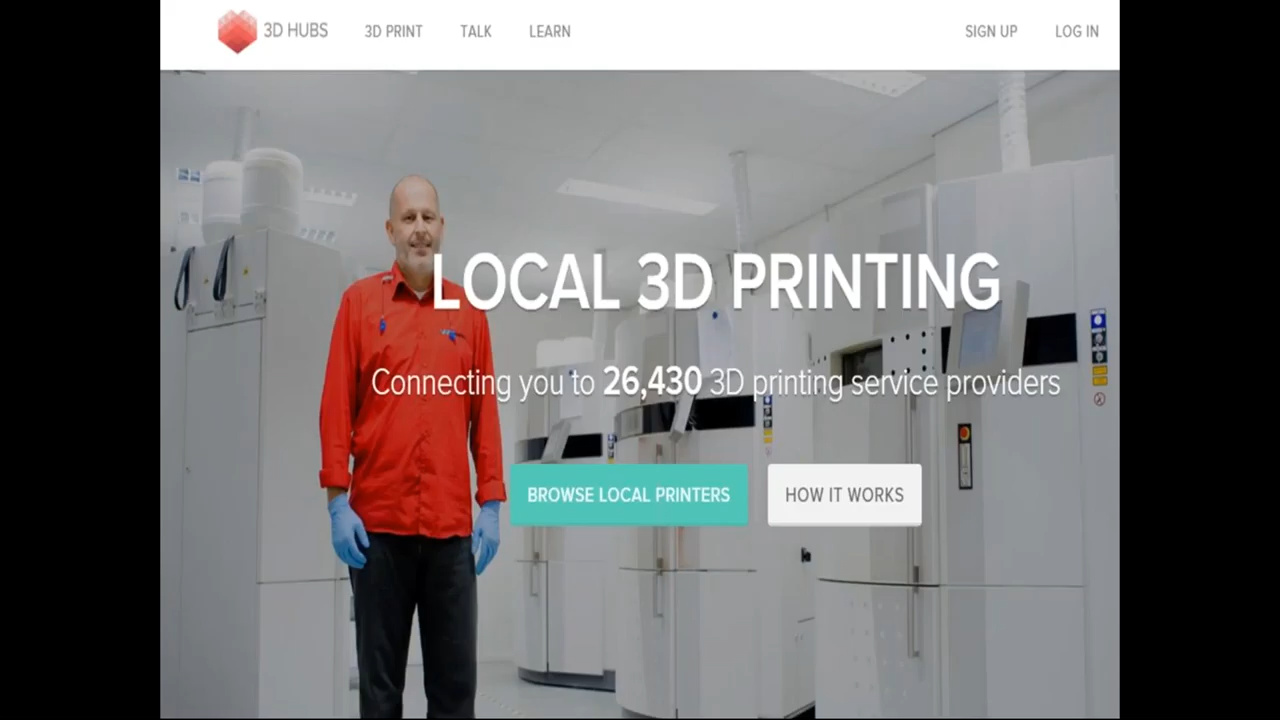 3D HUBS 3D PRINT TALK LEARN SIGN UP LOG IN
LOCAL 3D PRINTING
Connecting you to 26,430 3D printing service providers
BROWSE LOCAL PRINTERS HOW IT WORKS